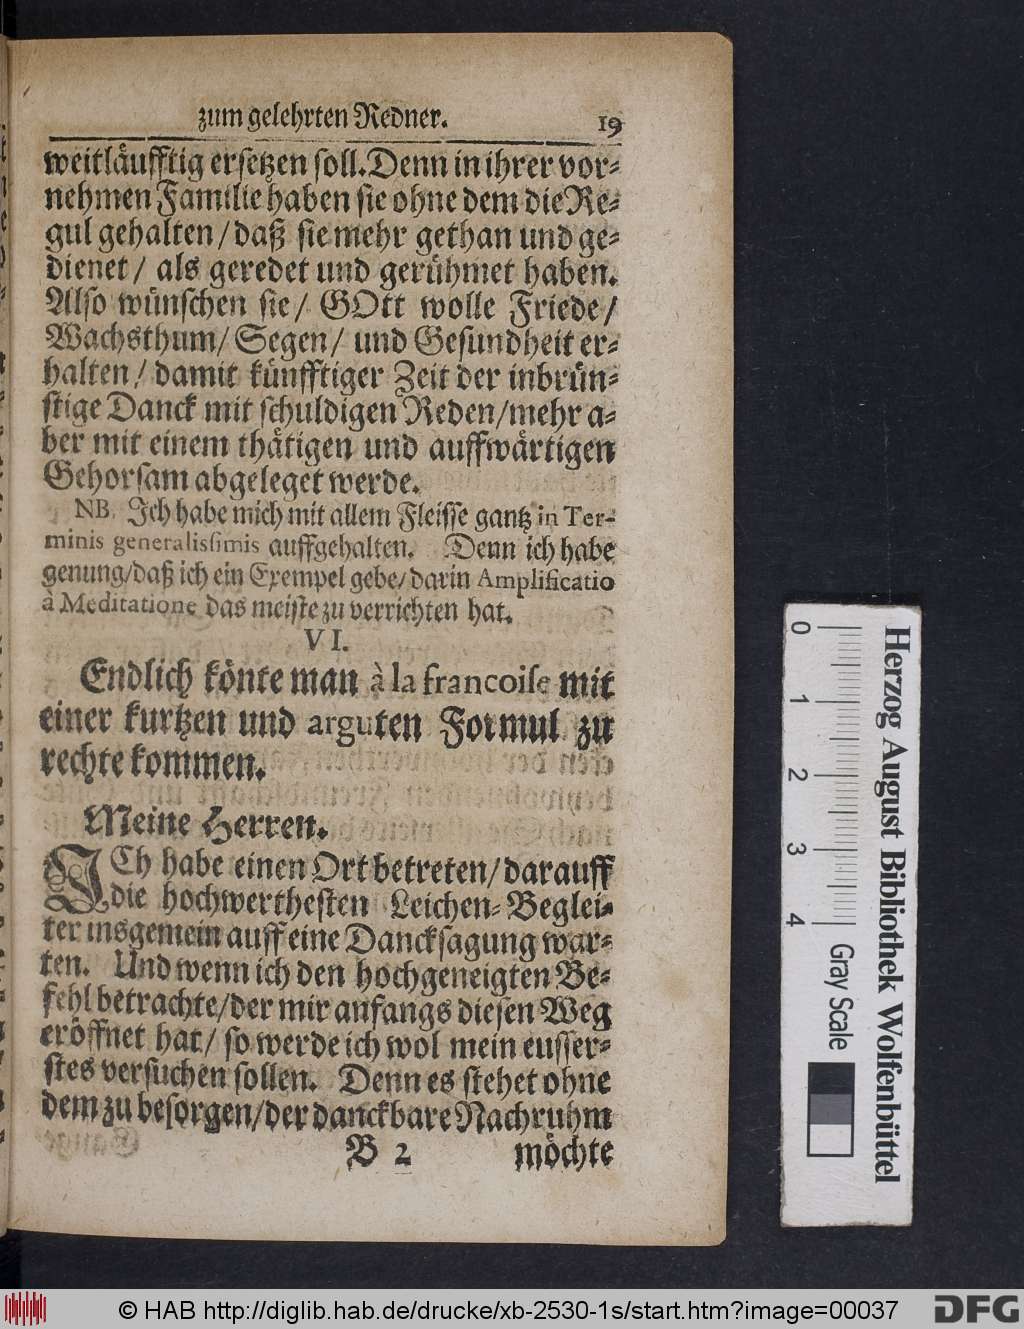 zum gelehrten Redner. 19
weitläufftig ersetzen soll. Denn in ihrer vor-
nehmen Familie haben sie ohne dem die Re-
gul gehalten / daß sie mehr gethan und ge-
dienet / als geredet und gerühmet haben.
Also wünschen sie / GOtt wolle Friede /
Wachsthum / Segen / und Gesundheit er-
halten / damit künfftiger Zeit der inbrün-
stige Danck mit schuldigen Reden / mehr a-
ber mit einem thätigen und auffwärtigen
Gehorsam abgeleget werde.
NB. Ich habe mich mit allem Fleisse gantz in Ter-
minis generalissimis auffgehalten. Denn ich habe
genung / daß ich ein Exempel gebe / darin Amplificatio
à Meditatione das meiste zu verrichten hat.
VI.
Endlich könte man à la francoise mit
einer kurtzen und arguten Formul zu
rechte kommen.
Meine Herren.
ICh habe einen Ort betreten / darauff
die hochwerthesten Leichen-Beglei-
ter insgemein auff eine Dancksagung war-
ten. Und wenn ich den hochgeneigten Be-
fehl betrachte / der mir anfangs diesen Weg
eröffnet hat / so werde ich wol mein eusser-
stes versuchen sollen. Denn es stehet ohne
dem zu besorgen / der danckbare Nachruhm
B 2 möchte
Herzog August Bibliothek Wolfenbüttel
0 1 2 3 4 Gray Scale
© HAB http://diglib.hab.de/drucke/xb-2530-1s/start.htm?image=00037 DFG